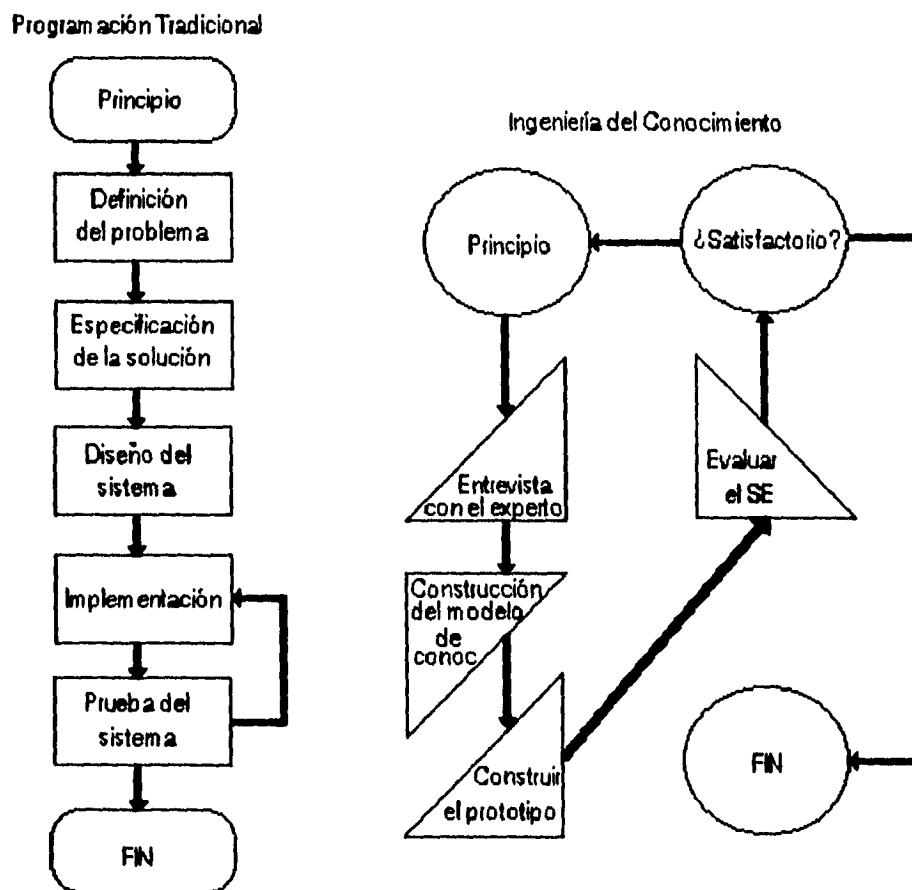 Programación Tradicional
Principio
Definición
del problema
Especificación
de la solución
Diseño del
sistema
Implementación
Prueba del
sistema
FIN
Ingeniería del Conocimiento
Principio
¿Satisfactorio?
Entrevista
con el experto
Construcción
del modelo
de
conoc
Construir
el prototipo
Evaluar
el SE
FIN